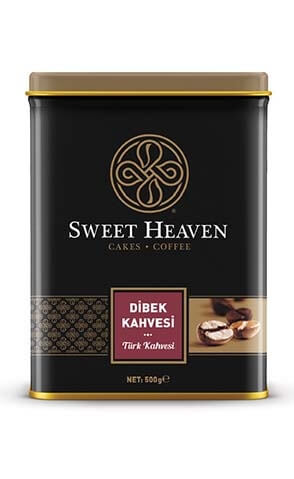 ®
SWEET HEAVEN
CAKES • COFFEE
DİBEK
KAHVESİ
Türk Kahvesi
NET: 500g℮